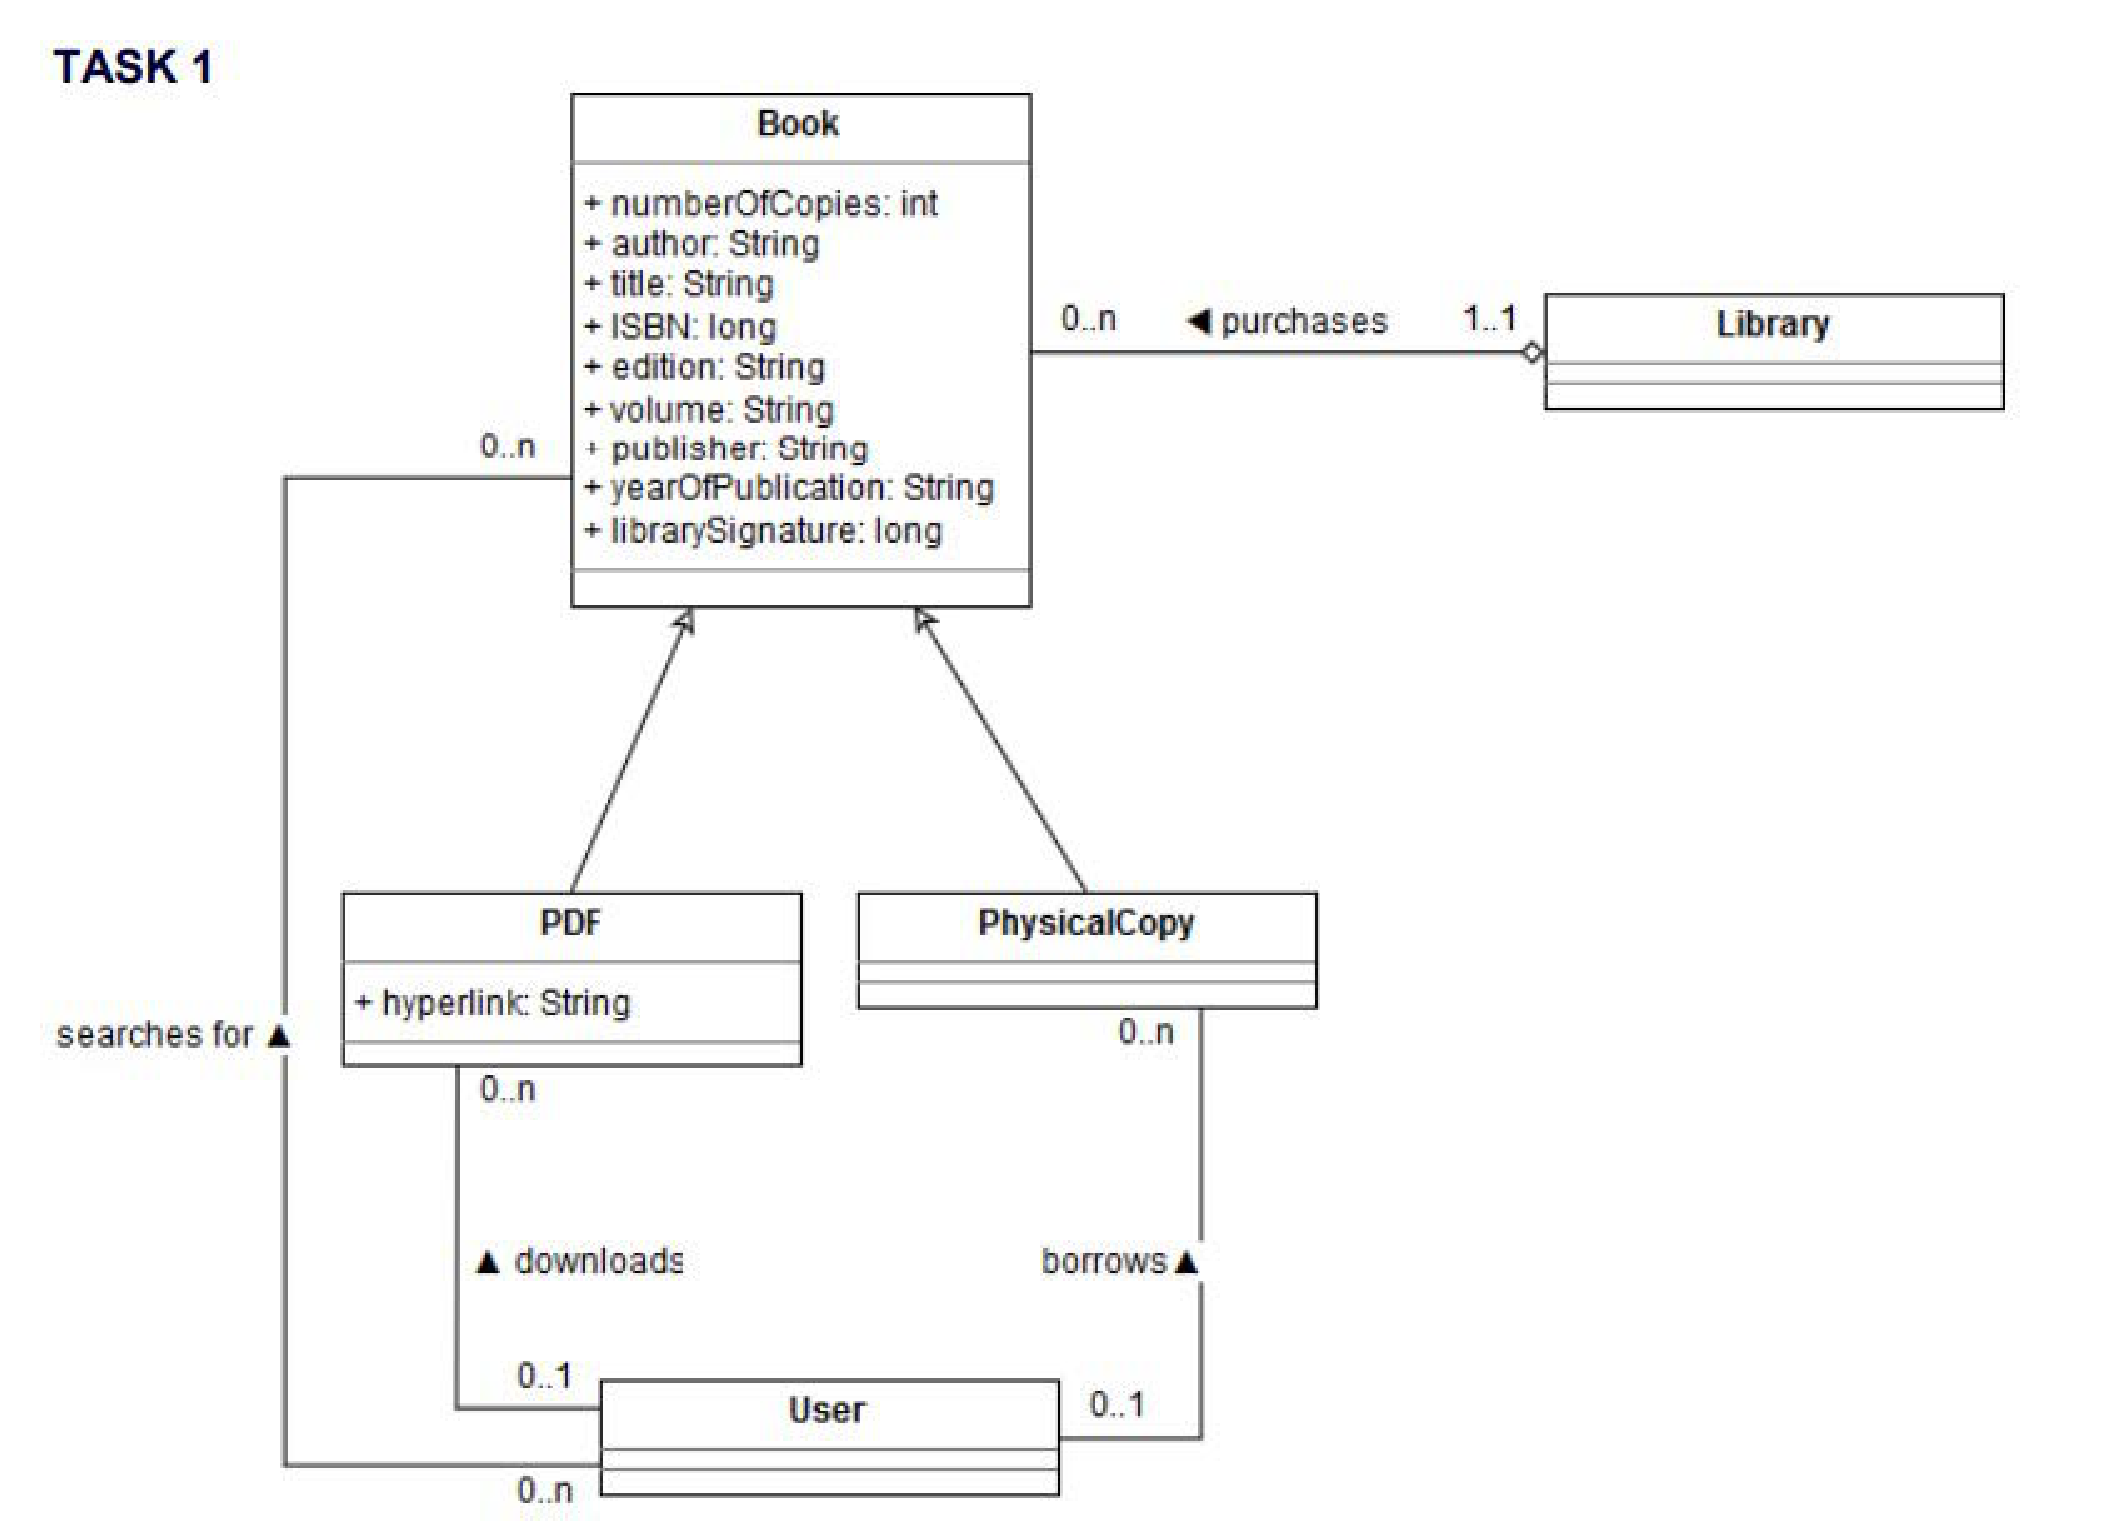 TASK 1
Book
+ numberOfCopies: int
+ author: String
+ title: String
+ ISBN: long
+ edition: String
+ volume: String
+ publisher: String
+ yearOfPublication: String
+ librarySignature: long
0..n ◄ purchases 1..1
Library
0..n
PDF
+ hyperlink: String
PhysicalCopy
searches for ▲
0..n
0..n
▲ downloads
borrows ▲
0..1
User
0..1
0..n